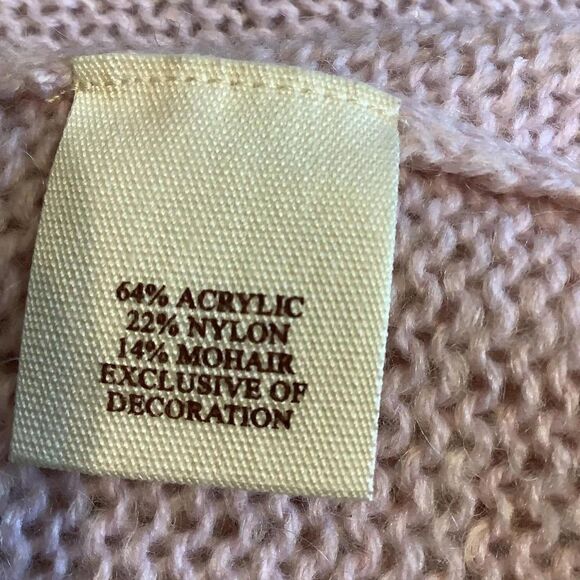 64% ACRYLIC
22% NYLON
14% MOHAIR
EXCLUSIVE OF
DECORATION